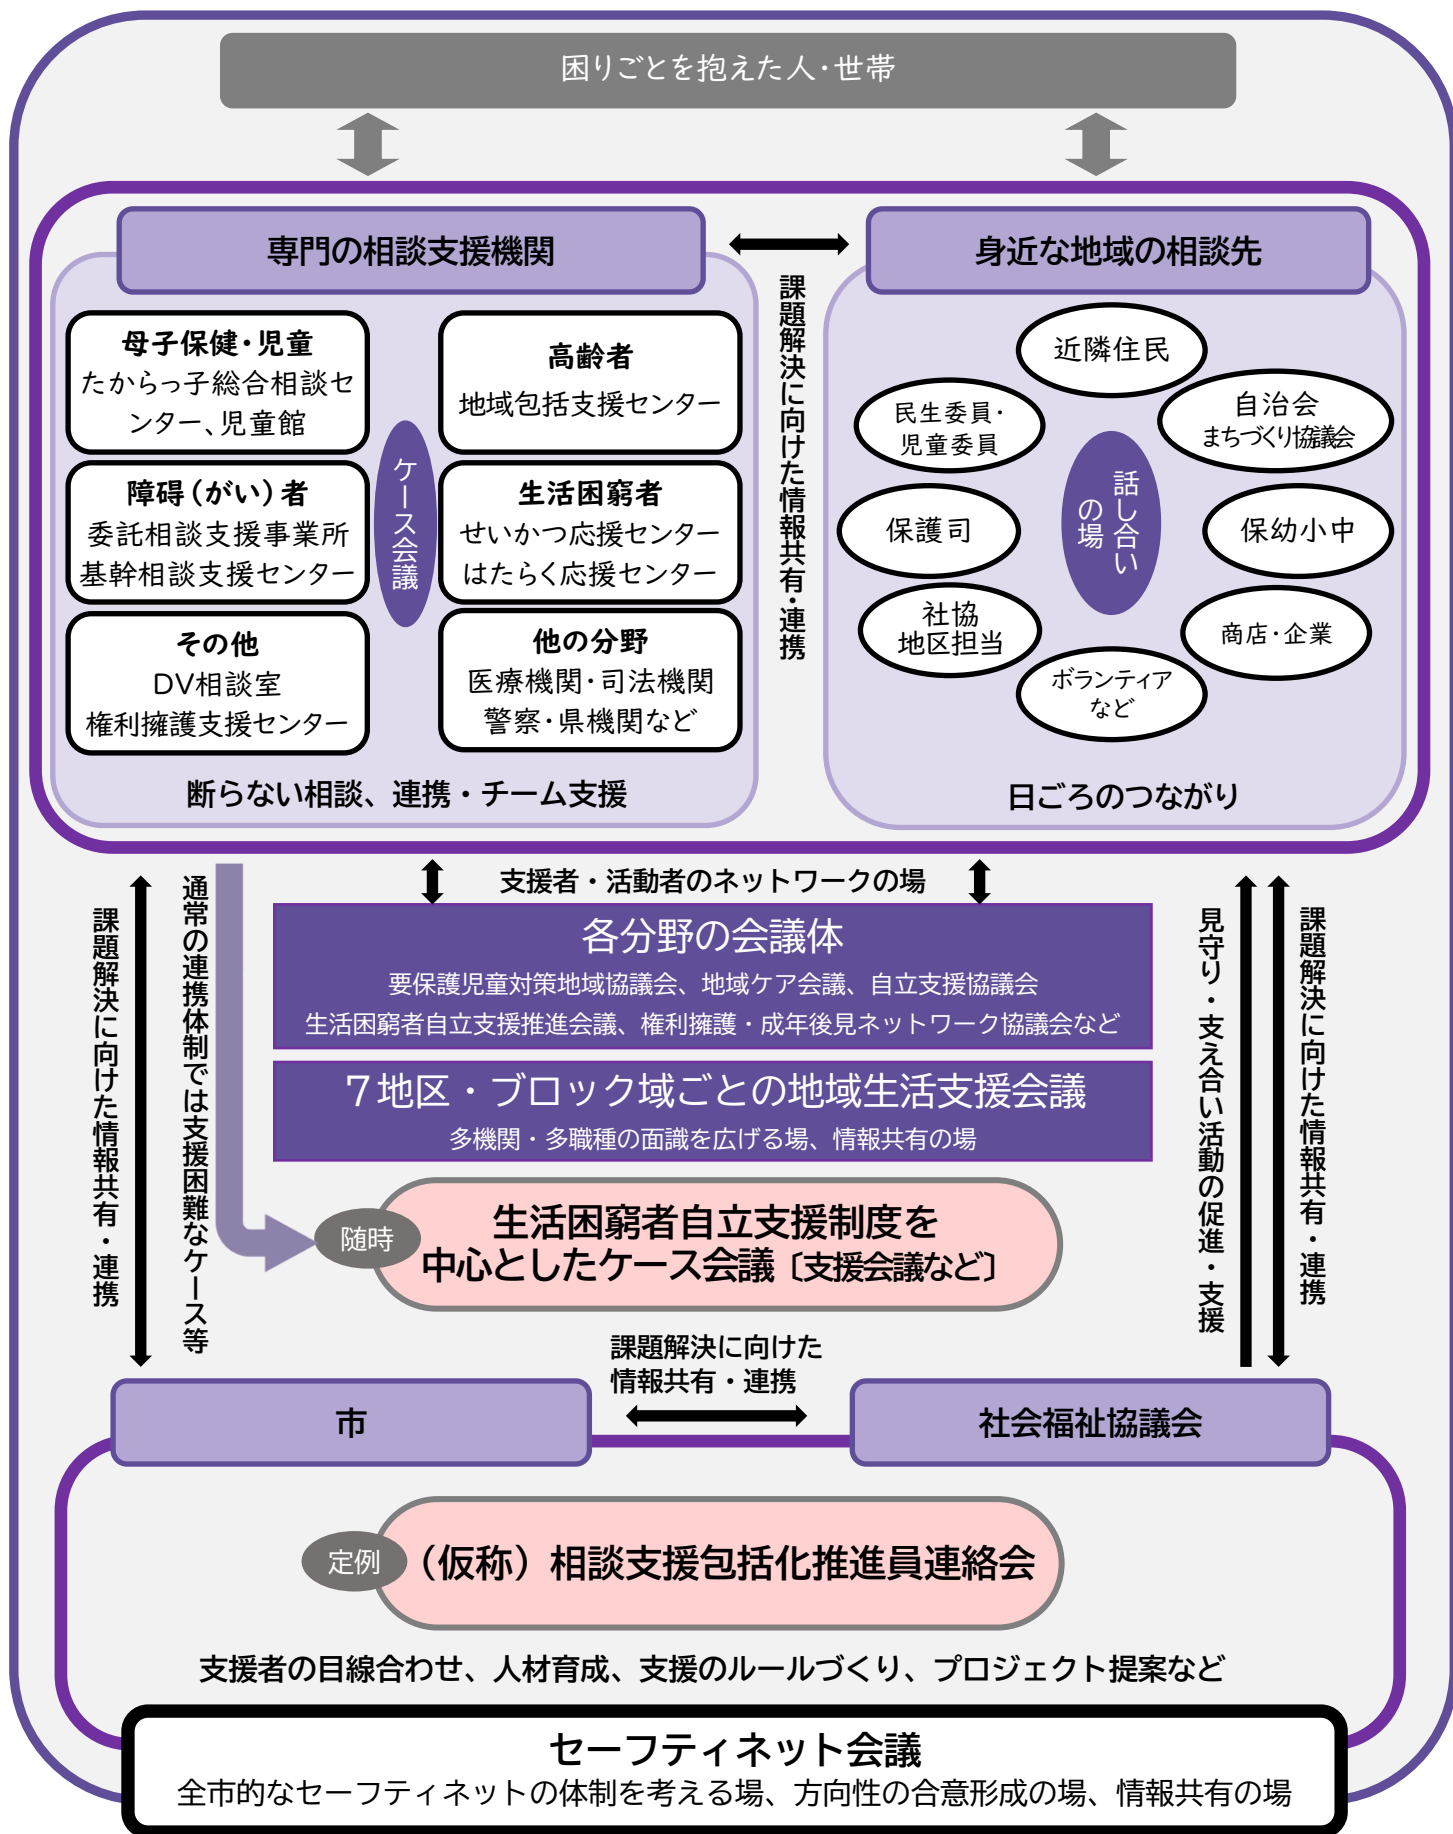 困りごとを抱えた人・世帯
専門の相談支援機関
母子保健・児童
たからっ子総合相談セ
ンター、児童館
高齢者
地域包括支援センター
障碍（がい）者
委託相談支援事業所
基幹相談支援センター
生活困窮者
せいかつ応援センター
はたらく応援センター
その他
DV相談室
権利擁護支援センター
他の分野
医療機関・司法機関
警察・県機関など
ケース会議
断らない相談、連携・チーム支援
課題解決に向けた情報共有・連携
身近な地域の相談先
近隣住民
民生委員・
児童委員
自治会
まちづくり協議会
保護司
話し合い
の場
保幼小中
社協
地区担当
商店・企業
ボランティア
など
日ごろのつながり
課題解決に向けた情報共有・連携
通常の連携体制では支援困難なケース等
支援者・活動者のネットワークの場
各分野の会議体
要保護児童対策地域協議会、地域ケア会議、自立支援協議会
生活困窮者自立支援推進会議、権利擁護・成年後見ネットワーク協議会など
７地区・ブロック域ごとの地域生活支援会議
多機関・多職種の面識を広げる場、情報共有の場
随時
生活困窮者自立支援制度を
中心としたケース会議〔支援会議など〕
見守り・支え合い活動の促進・支援
課題解決に向けた情報共有・連携
課題解決に向けた
情報共有・連携
市
社会福祉協議会
定例
（仮称）相談支援包括化推進員連絡会
支援者の目線合わせ、人材育成、支援のルールづくり、プロジェクト提案など
セーフティネット会議
全市的なセーフティネットの体制を考える場、方向性の合意形成の場、情報共有の場